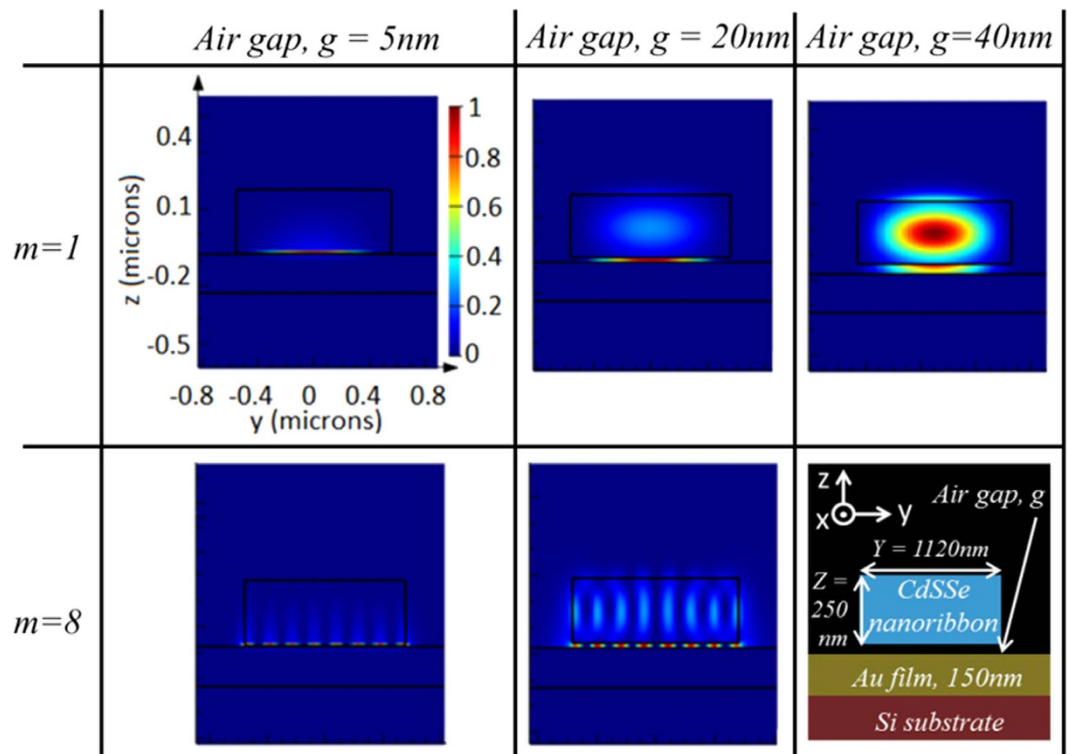 Air gap, g = 5nm
Air gap, g = 20nm
Air gap, g=40nm
m=1
z (microns)
0.4
0.1
-0.2
-0.5
-0.8 -0.4 0 0.4 0.8
y (microns)
1
0.8
0.6
0.4
0.2
0
m=8
z
x
y
Air gap, g
Y = 1120nm
Z =
250
nm
CdSSe
nanoribbon
Au film, 150nm
Si substrate